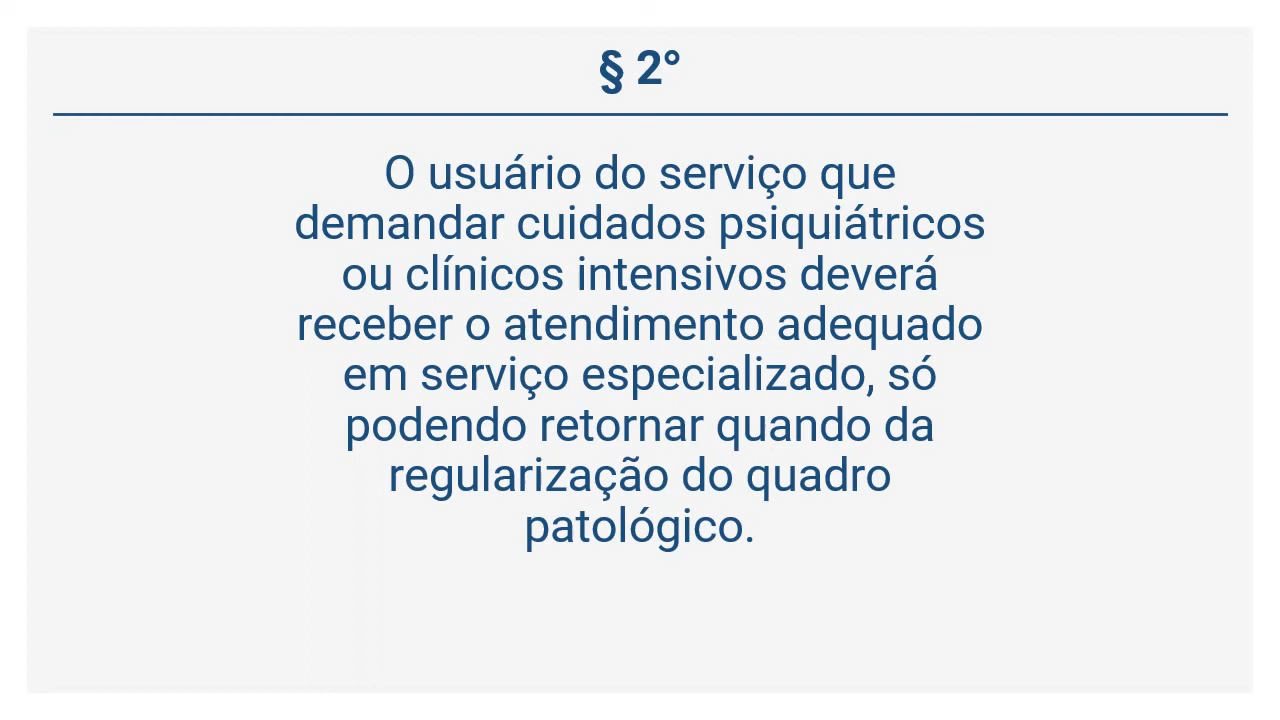 § 2°
O usuário do serviço que
demandar cuidados psiquiátricos
ou clínicos intensivos deverá
receber o atendimento adequado
em serviço especializado, só
podendo retornar quando da
regularização do quadro
patológico.